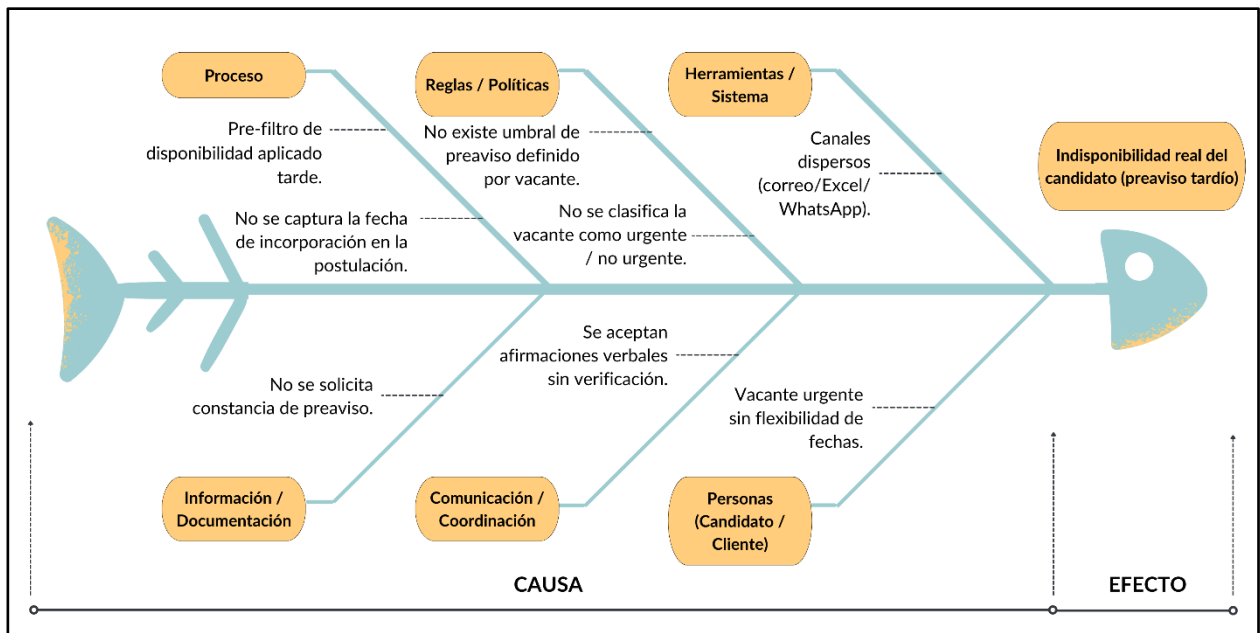 Proceso
Reglas / Políticas
Herramientas /
Sistema
Pre-filtro de
disponibilidad aplicado
tarde.
No se captura la fecha
de incorporación en la
postulación.
No existe umbral de
preaviso definido
por vacante.
No se clasifica la
vacante como urgente
/ no urgente.
Canales
dispersos
(correo/Excel/
WhatsApp).
Indisponibilidad real del
candidato (preaviso tardío)
No se solicita
constancia de preaviso.
Se aceptan
afirmaciones verbales
sin verificación.
Vacante urgente
sin flexibilidad de
fechas.
Información /
Documentación
Comunicación /
Coordinación
Personas
(Candidato /
Cliente)
CAUSA
EFECTO